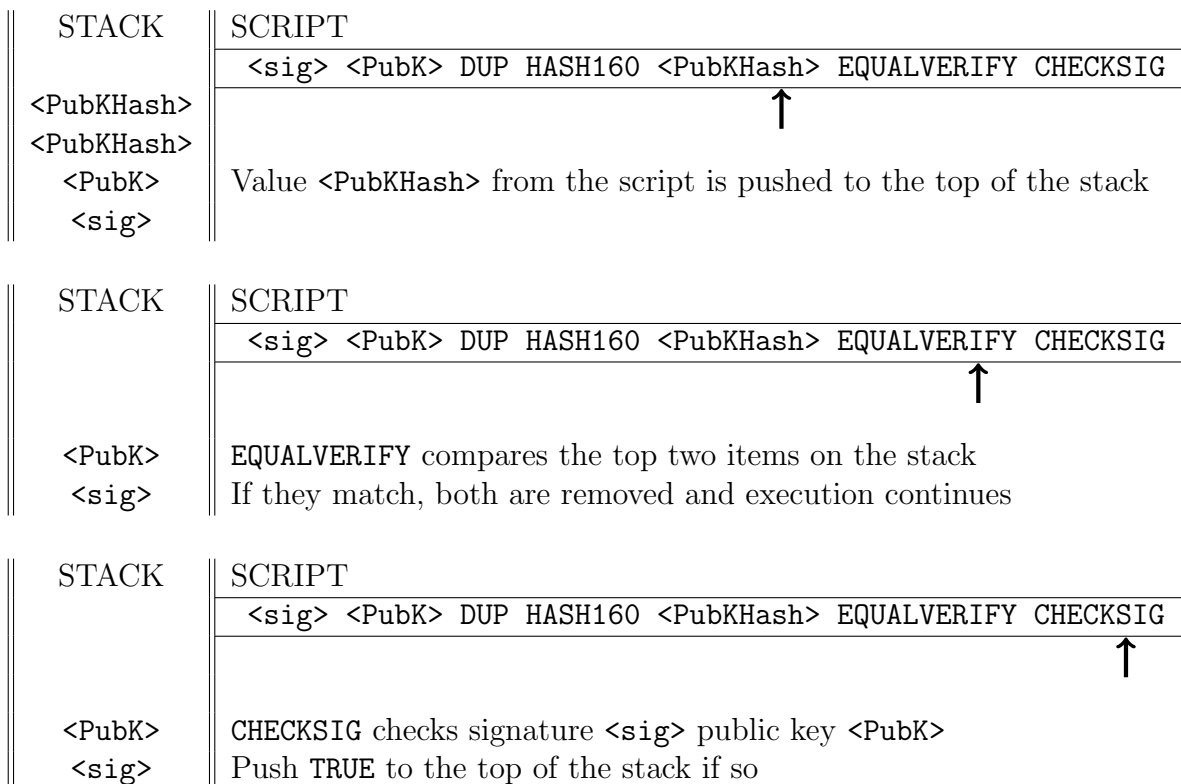 STACK SCRIPT
<sig> <PubK> DUP HASH160 <PubKHash> EQUALVERIFY CHECKSIG
<PubKHash>
<PubKHash>
<PubK> Value <PubKHash> from the script is pushed to the top of the stack
<sig>
STACK SCRIPT
<sig> <PubK> DUP HASH160 <PubKHash> EQUALVERIFY CHECKSIG
<PubK> EQUALVERIFY compares the top two items on the stack
<sig> If they match, both are removed and execution continues
STACK SCRIPT
<sig> <PubK> DUP HASH160 <PubKHash> EQUALVERIFY CHECKSIG
<PubK> CHECKSIG checks signature <sig> public key <PubK>
<sig> Push TRUE to the top of the stack if so